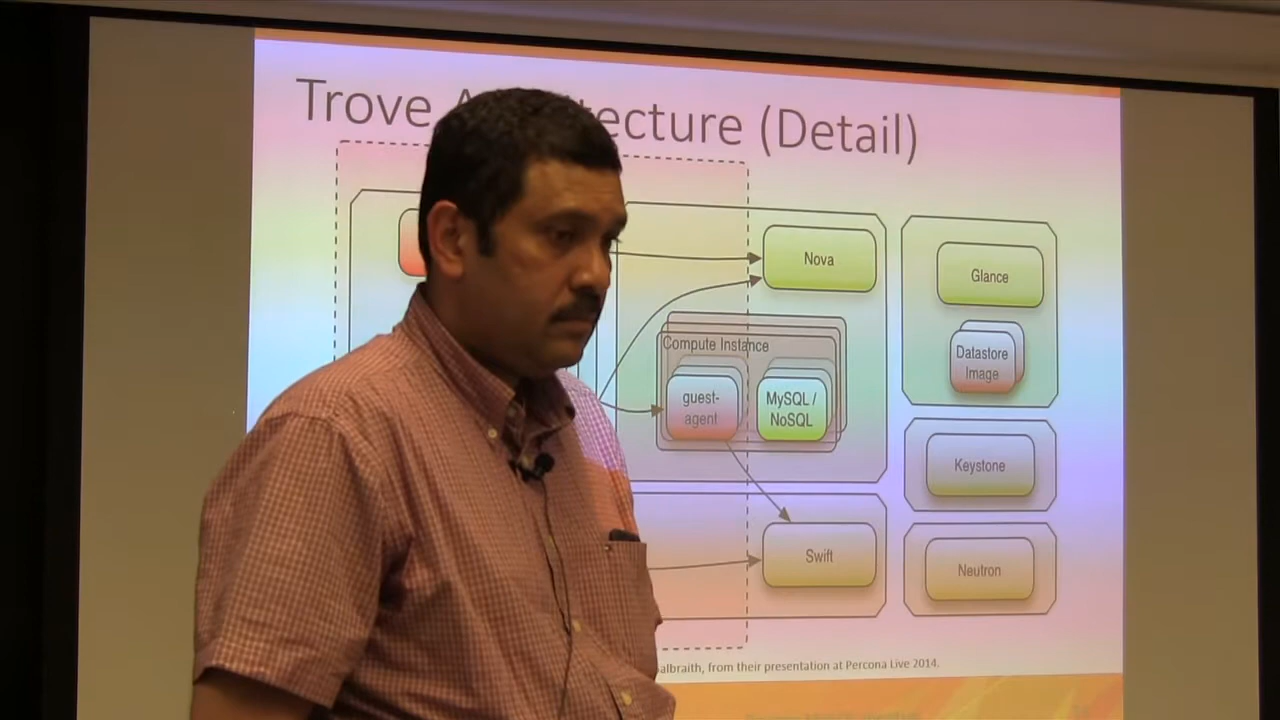 Trove A tecture (Detail)
Nova
Glance
Compute Instance
Datastore
Image
guest-
agent
MySQL /
NoSQL
Keystone
Swift
Neutron
albraith, from their presentation at Percona Live 2014.